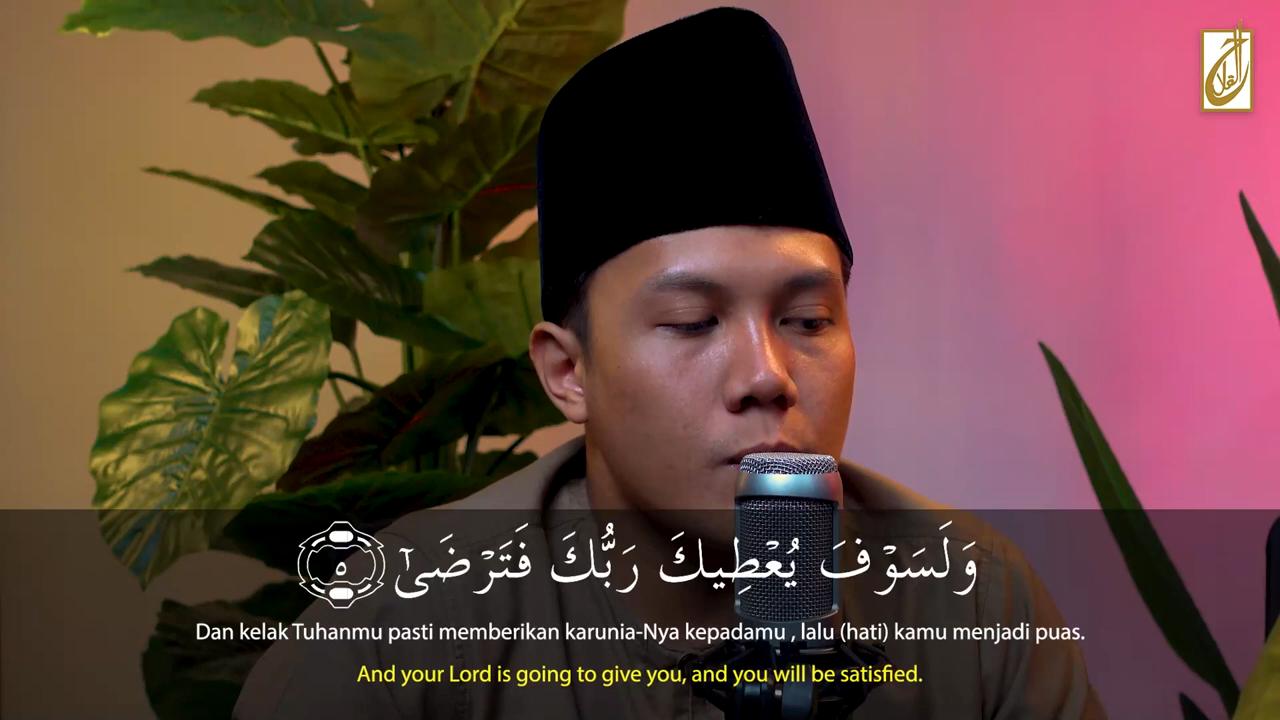 الفلاح
وَلَسَوْفَ يُعْطِيكَ رَبُّكَ فَتَرْضَىٰٓ ٥
Dan kelak Tuhanmu pasti memberikan karunia-Nya kepadamu , lalu (hati) kamu menjadi puas.
And your Lord is going to give you, and you will be satisfied.